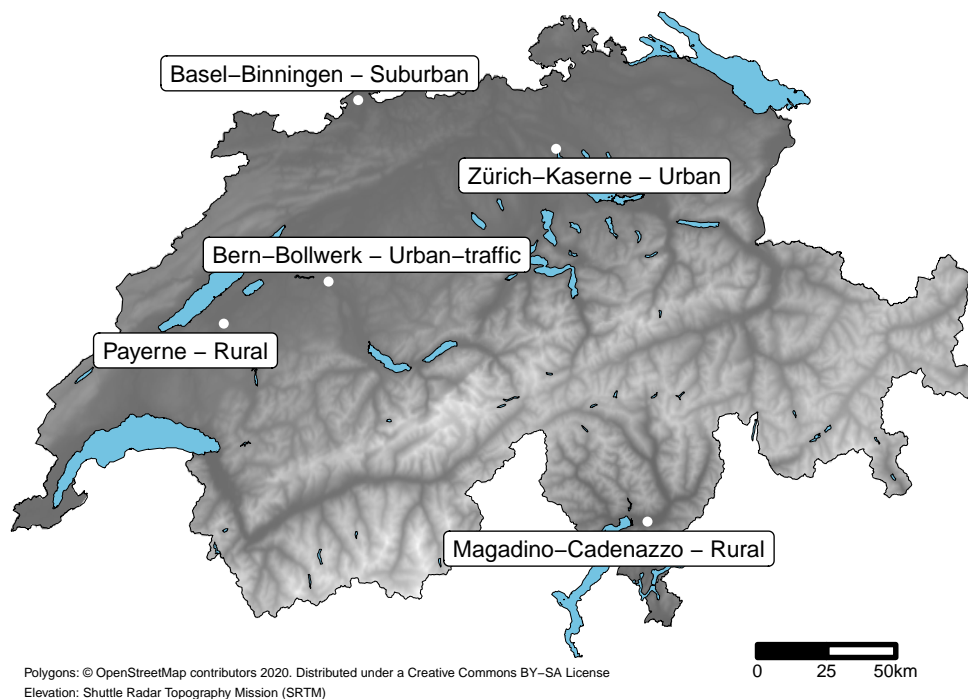 Basel–Binningen – Suburban
Zürich–Kaserne – Urban
Bern–Bollwerk – Urban–traffic
Payerne – Rural
Magadino–Cadenazzo – Rural
0 25 50km
Polygons: © OpenStreetMap contributors 2020. Distributed under a Creative Commons BY–SA License
Elevation: Shuttle Radar Topography Mission (SRTM)